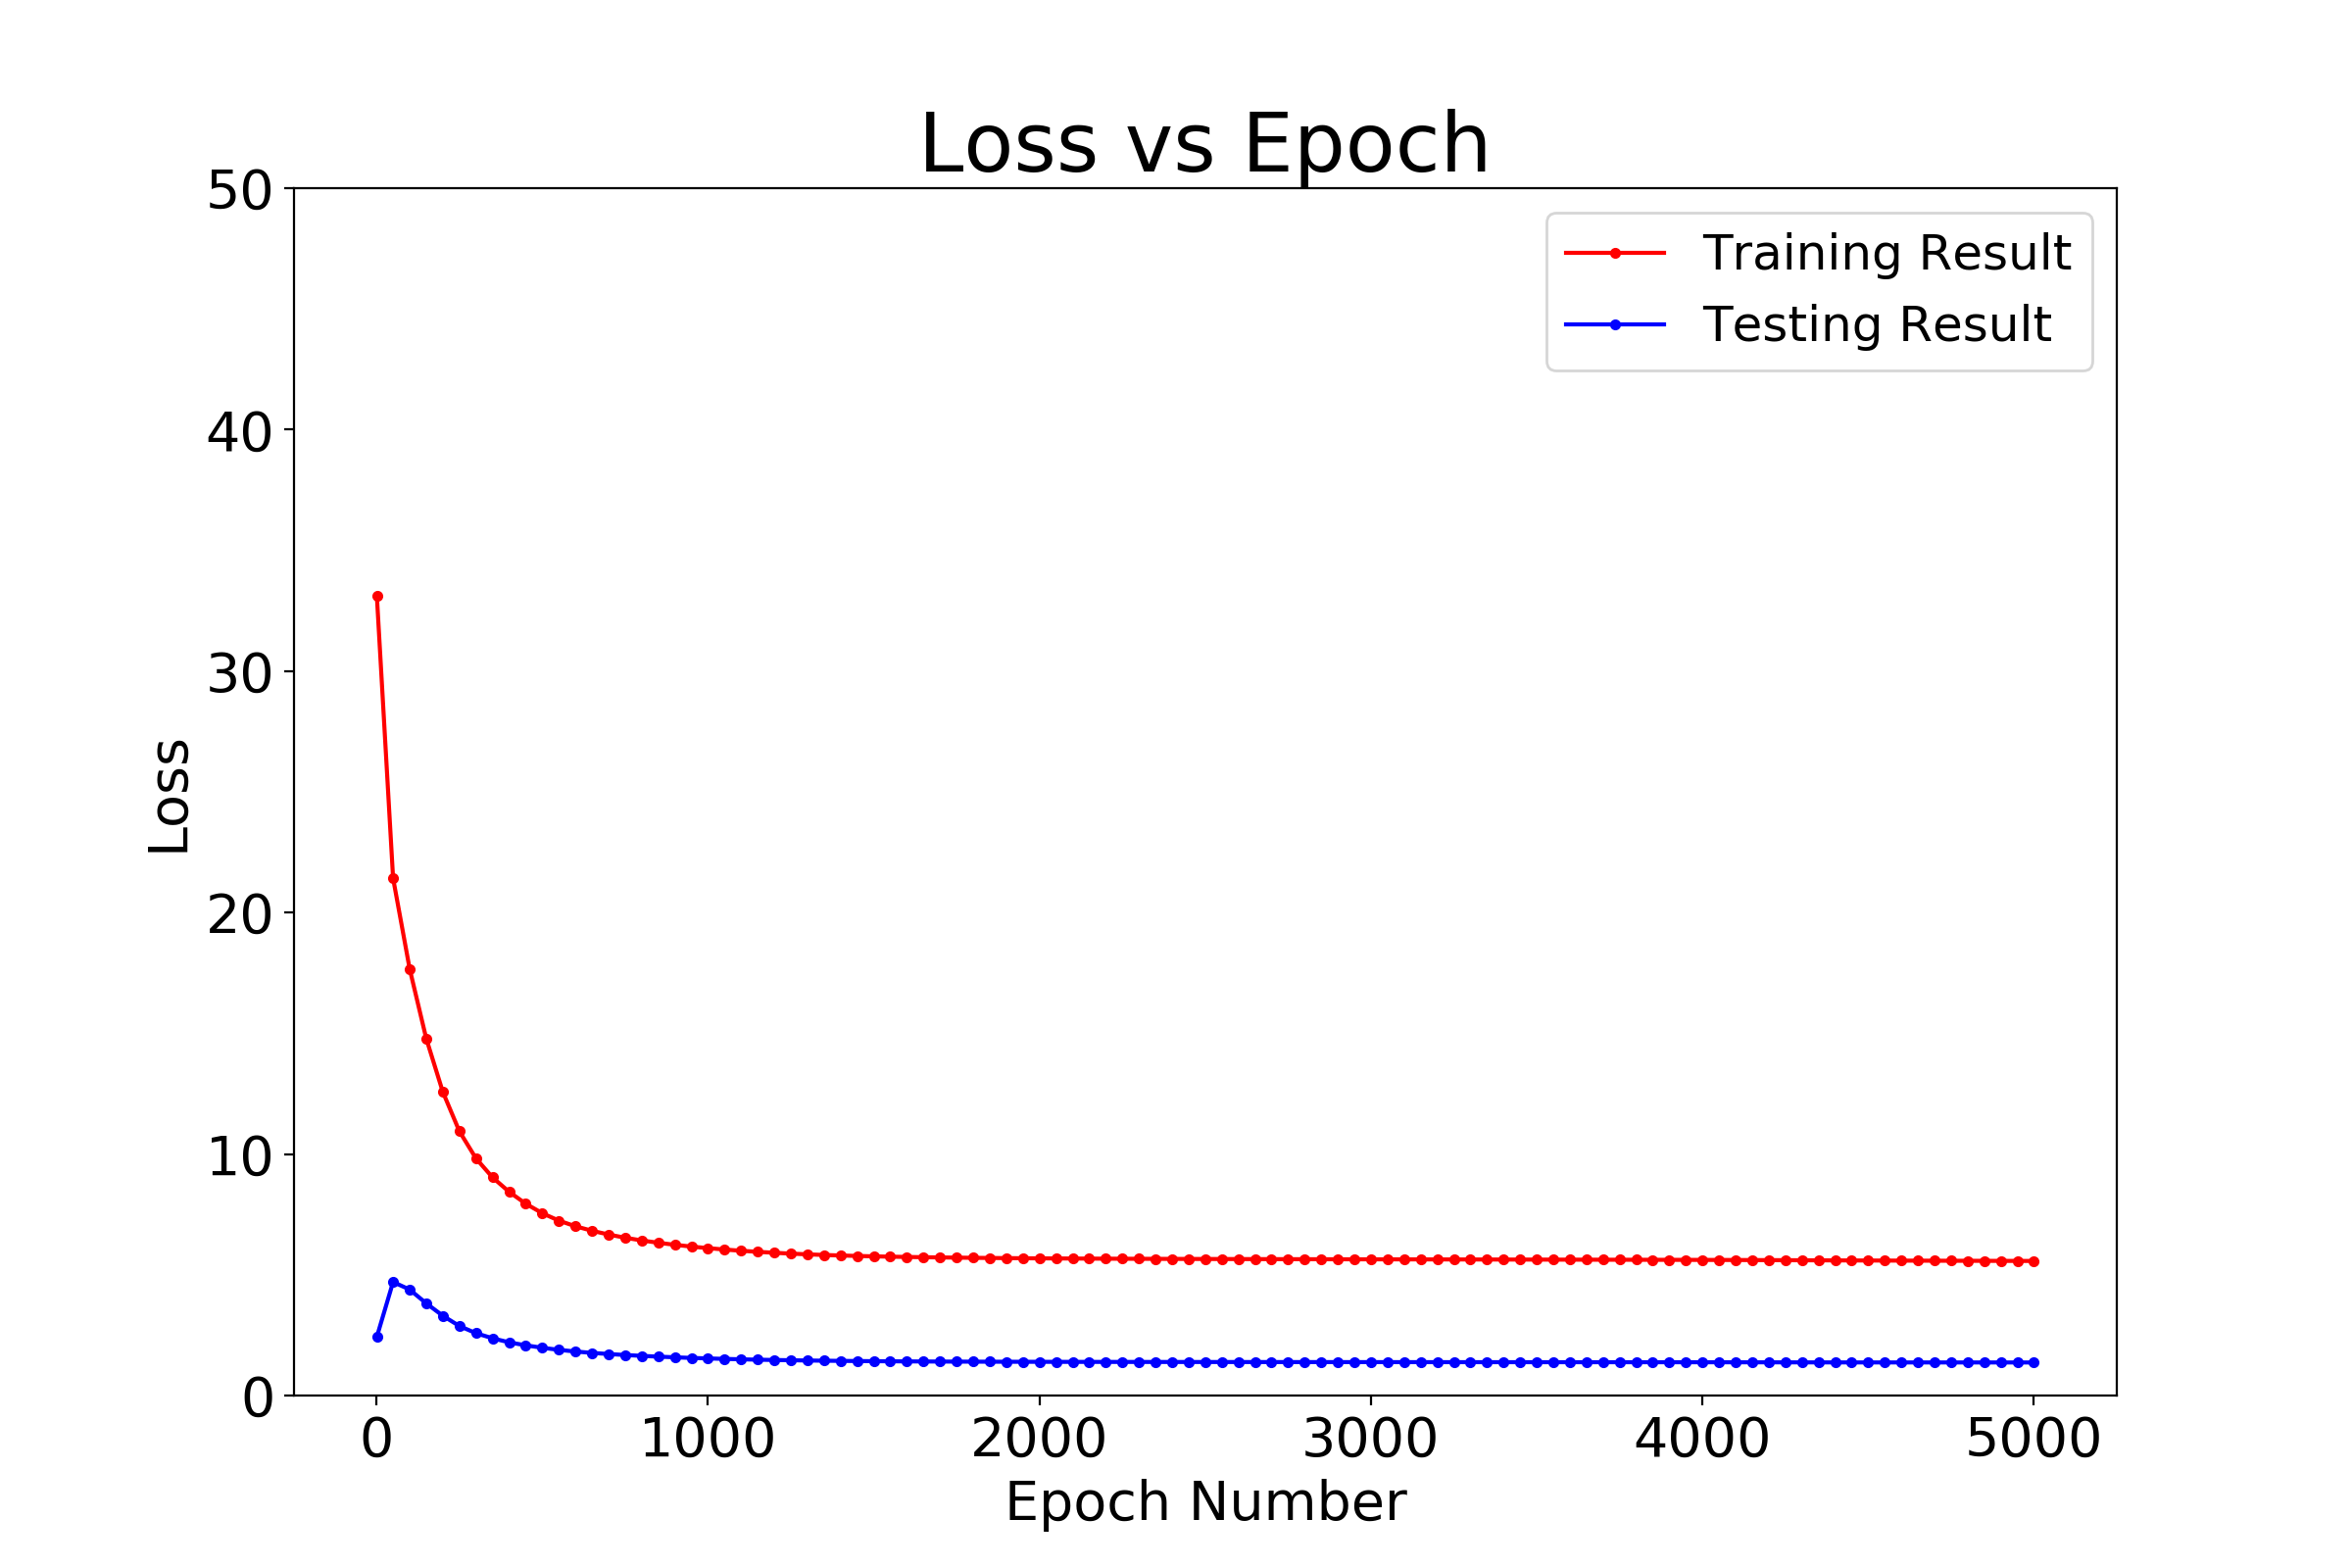 Loss vs Epoch
50
40
30
20
10
0
Loss
Training Result
Testing Result
0 1000 2000 3000 4000 5000
Epoch Number